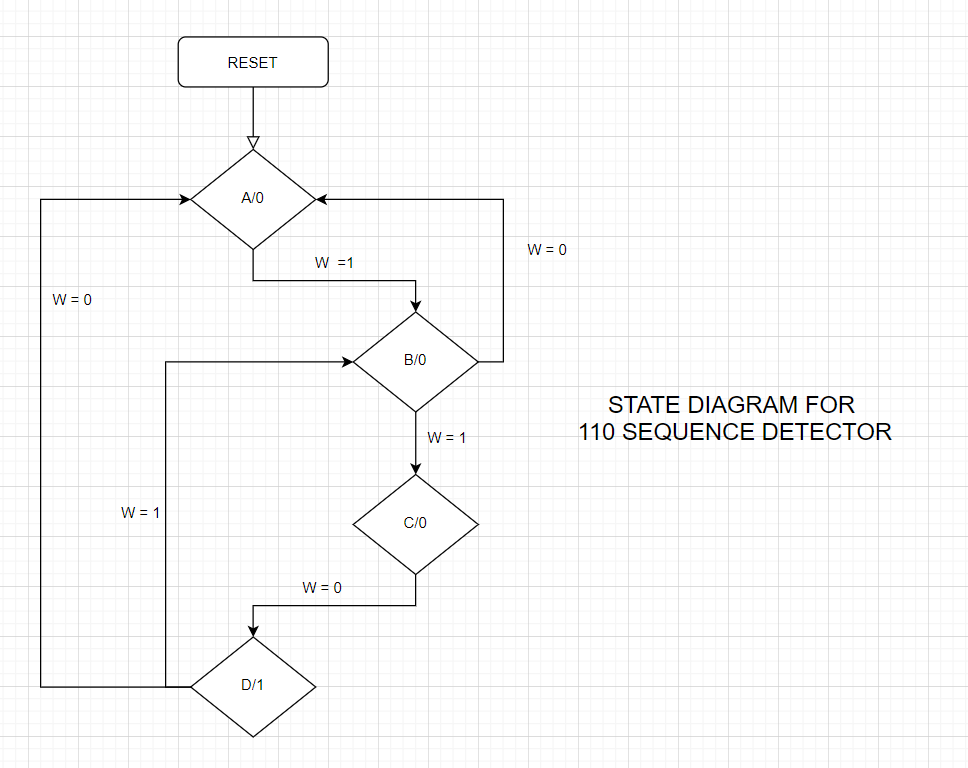 RESET
A/0
W =1
W = 0
W = 0
B/0
STATE DIAGRAM FOR
110 SEQUENCE DETECTOR
W = 1
W = 1
C/0
W = 0
D/1